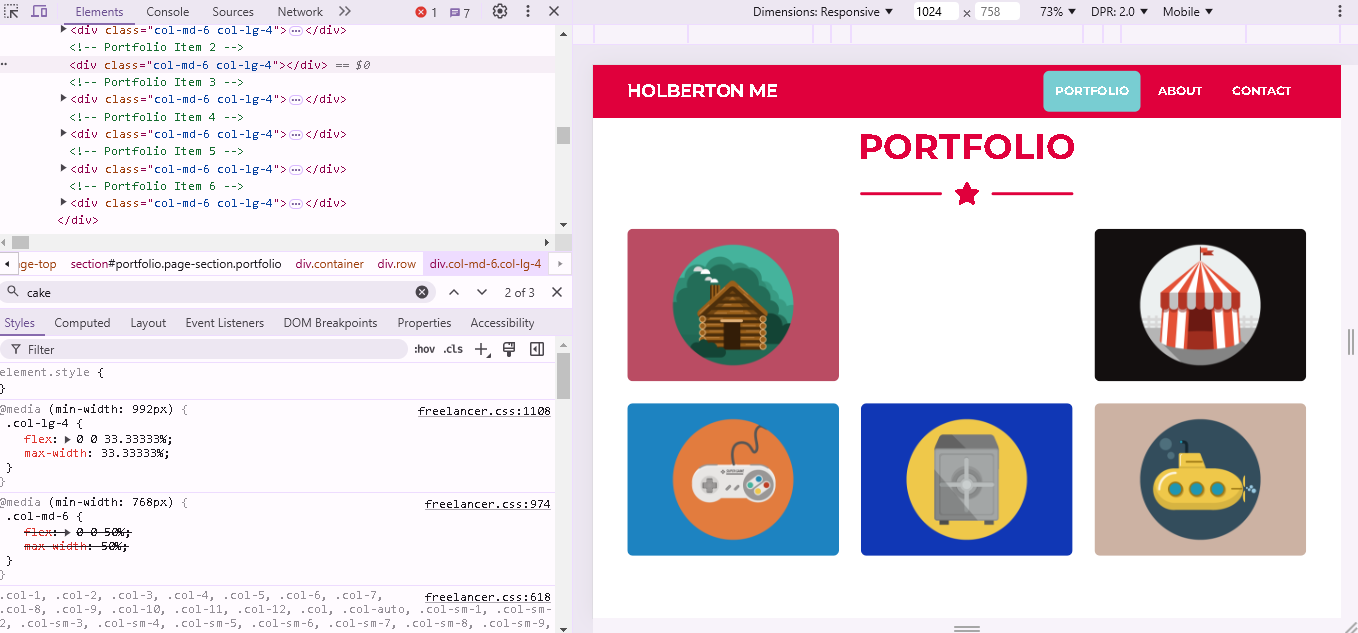 Elements Console Sources Network 1 7
<div class="col-md-6 col-lg-4">…</div>
<!-- Portfolio Item 2 -->
<div class="col-md-6 col-lg-4"></div> == $0
<!-- Portfolio Item 3 -->
<div class="col-md-6 col-lg-4">…</div>
<!-- Portfolio Item 4 -->
<div class="col-md-6 col-lg-4">…</div>
<!-- Portfolio Item 5 -->
<div class="col-md-6 col-lg-4">…</div>
<!-- Portfolio Item 6 -->
<div class="col-md-6 col-lg-4">…</div>
</div>
ge-top section#portfolio.page-section.portfolio div.container div.row div.col-md-6.col-lg-4
cake 2 of 3
Styles Computed Layout Event Listeners DOM Breakpoints Properties Accessibility
Filter :hov .cls
element.style {
}
@media (min-width: 992px) { freelancer.css:1108
.col-lg-4 {
flex: 0 0 33.33333%;
max-width: 33.33333%;
}
}
@media (min-width: 768px) { freelancer.css:974
.col-md-6 {
flex: 0 0 50%;
max-width: 50%;
}
}
.col-1, .col-2, .col-3, .col-4, .col-5, .col-6, .col-7, freelancer.css:618
.col-8, .col-9, .col-10, .col-11, .col-12, .col, .col-auto, .col-sm-1, .col-sm-
2, .col-sm-3, .col-sm-4, .col-sm-5, .col-sm-6, .col-sm-7, .col-sm-8, .col-sm-9,
Dimensions: Responsive 1024 × 758 73% DPR: 2.0 Mobile
HOLBERTON ME PORTFOLIO ABOUT CONTACT
PORTFOLIO